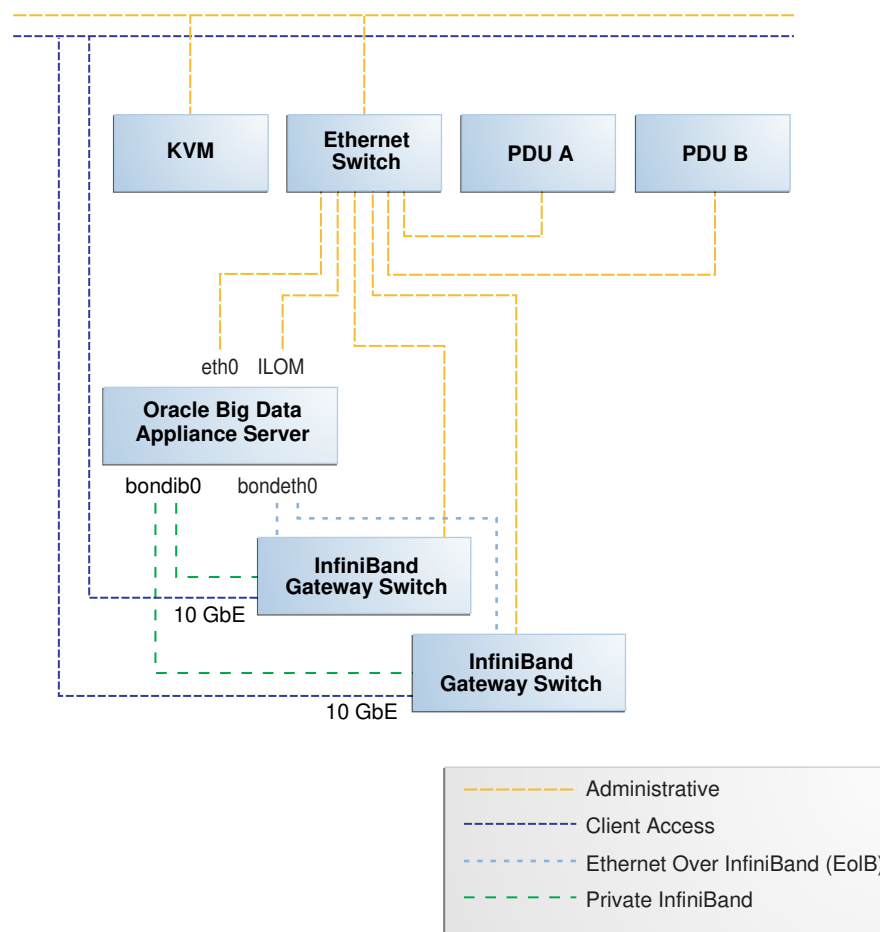 KVM
Ethernet
Switch
PDU A
PDU B
eth0
ILOM
Oracle Big Data
Appliance Server
bondib0
bondeth0
InfiniBand
Gateway Switch
10 GbE
InfiniBand
Gateway Switch
10 GbE
Administrative
Client Access
Ethernet Over InfiniBand (EoIB)
Private InfiniBand